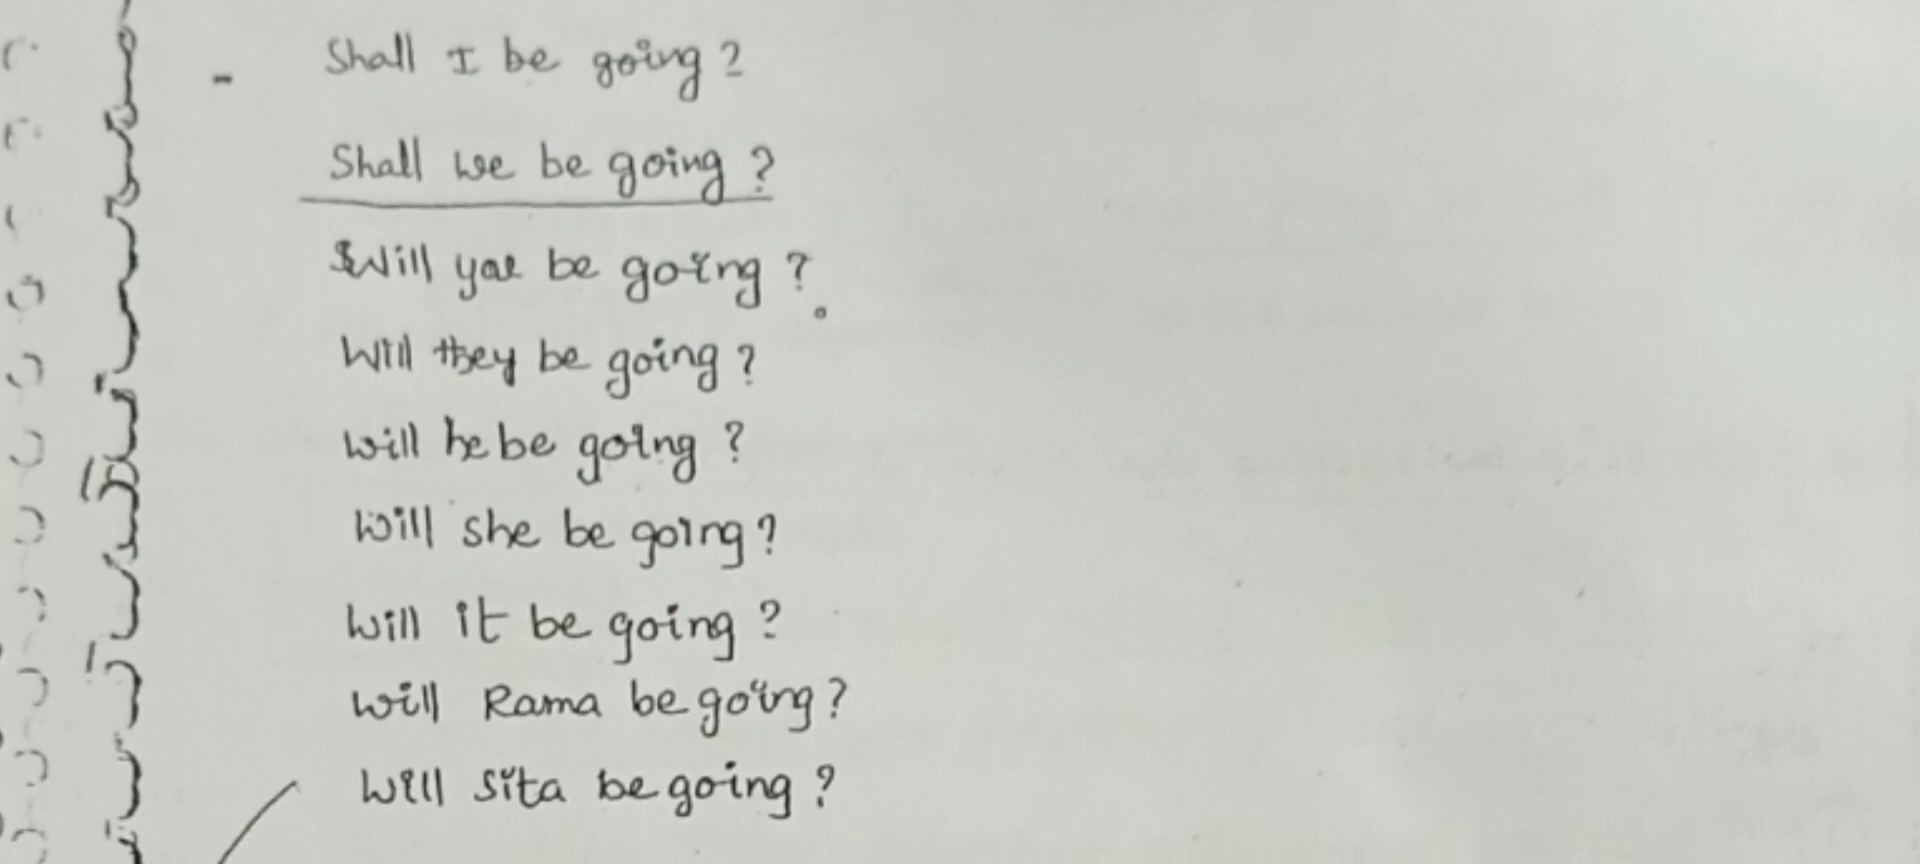 - Shall I be going?
Shall we be going?
Will you be going?
Will they be going?
Will he be going?
Will she be going?
Will it be going?
Will Rama be going?
Will Sita be going?